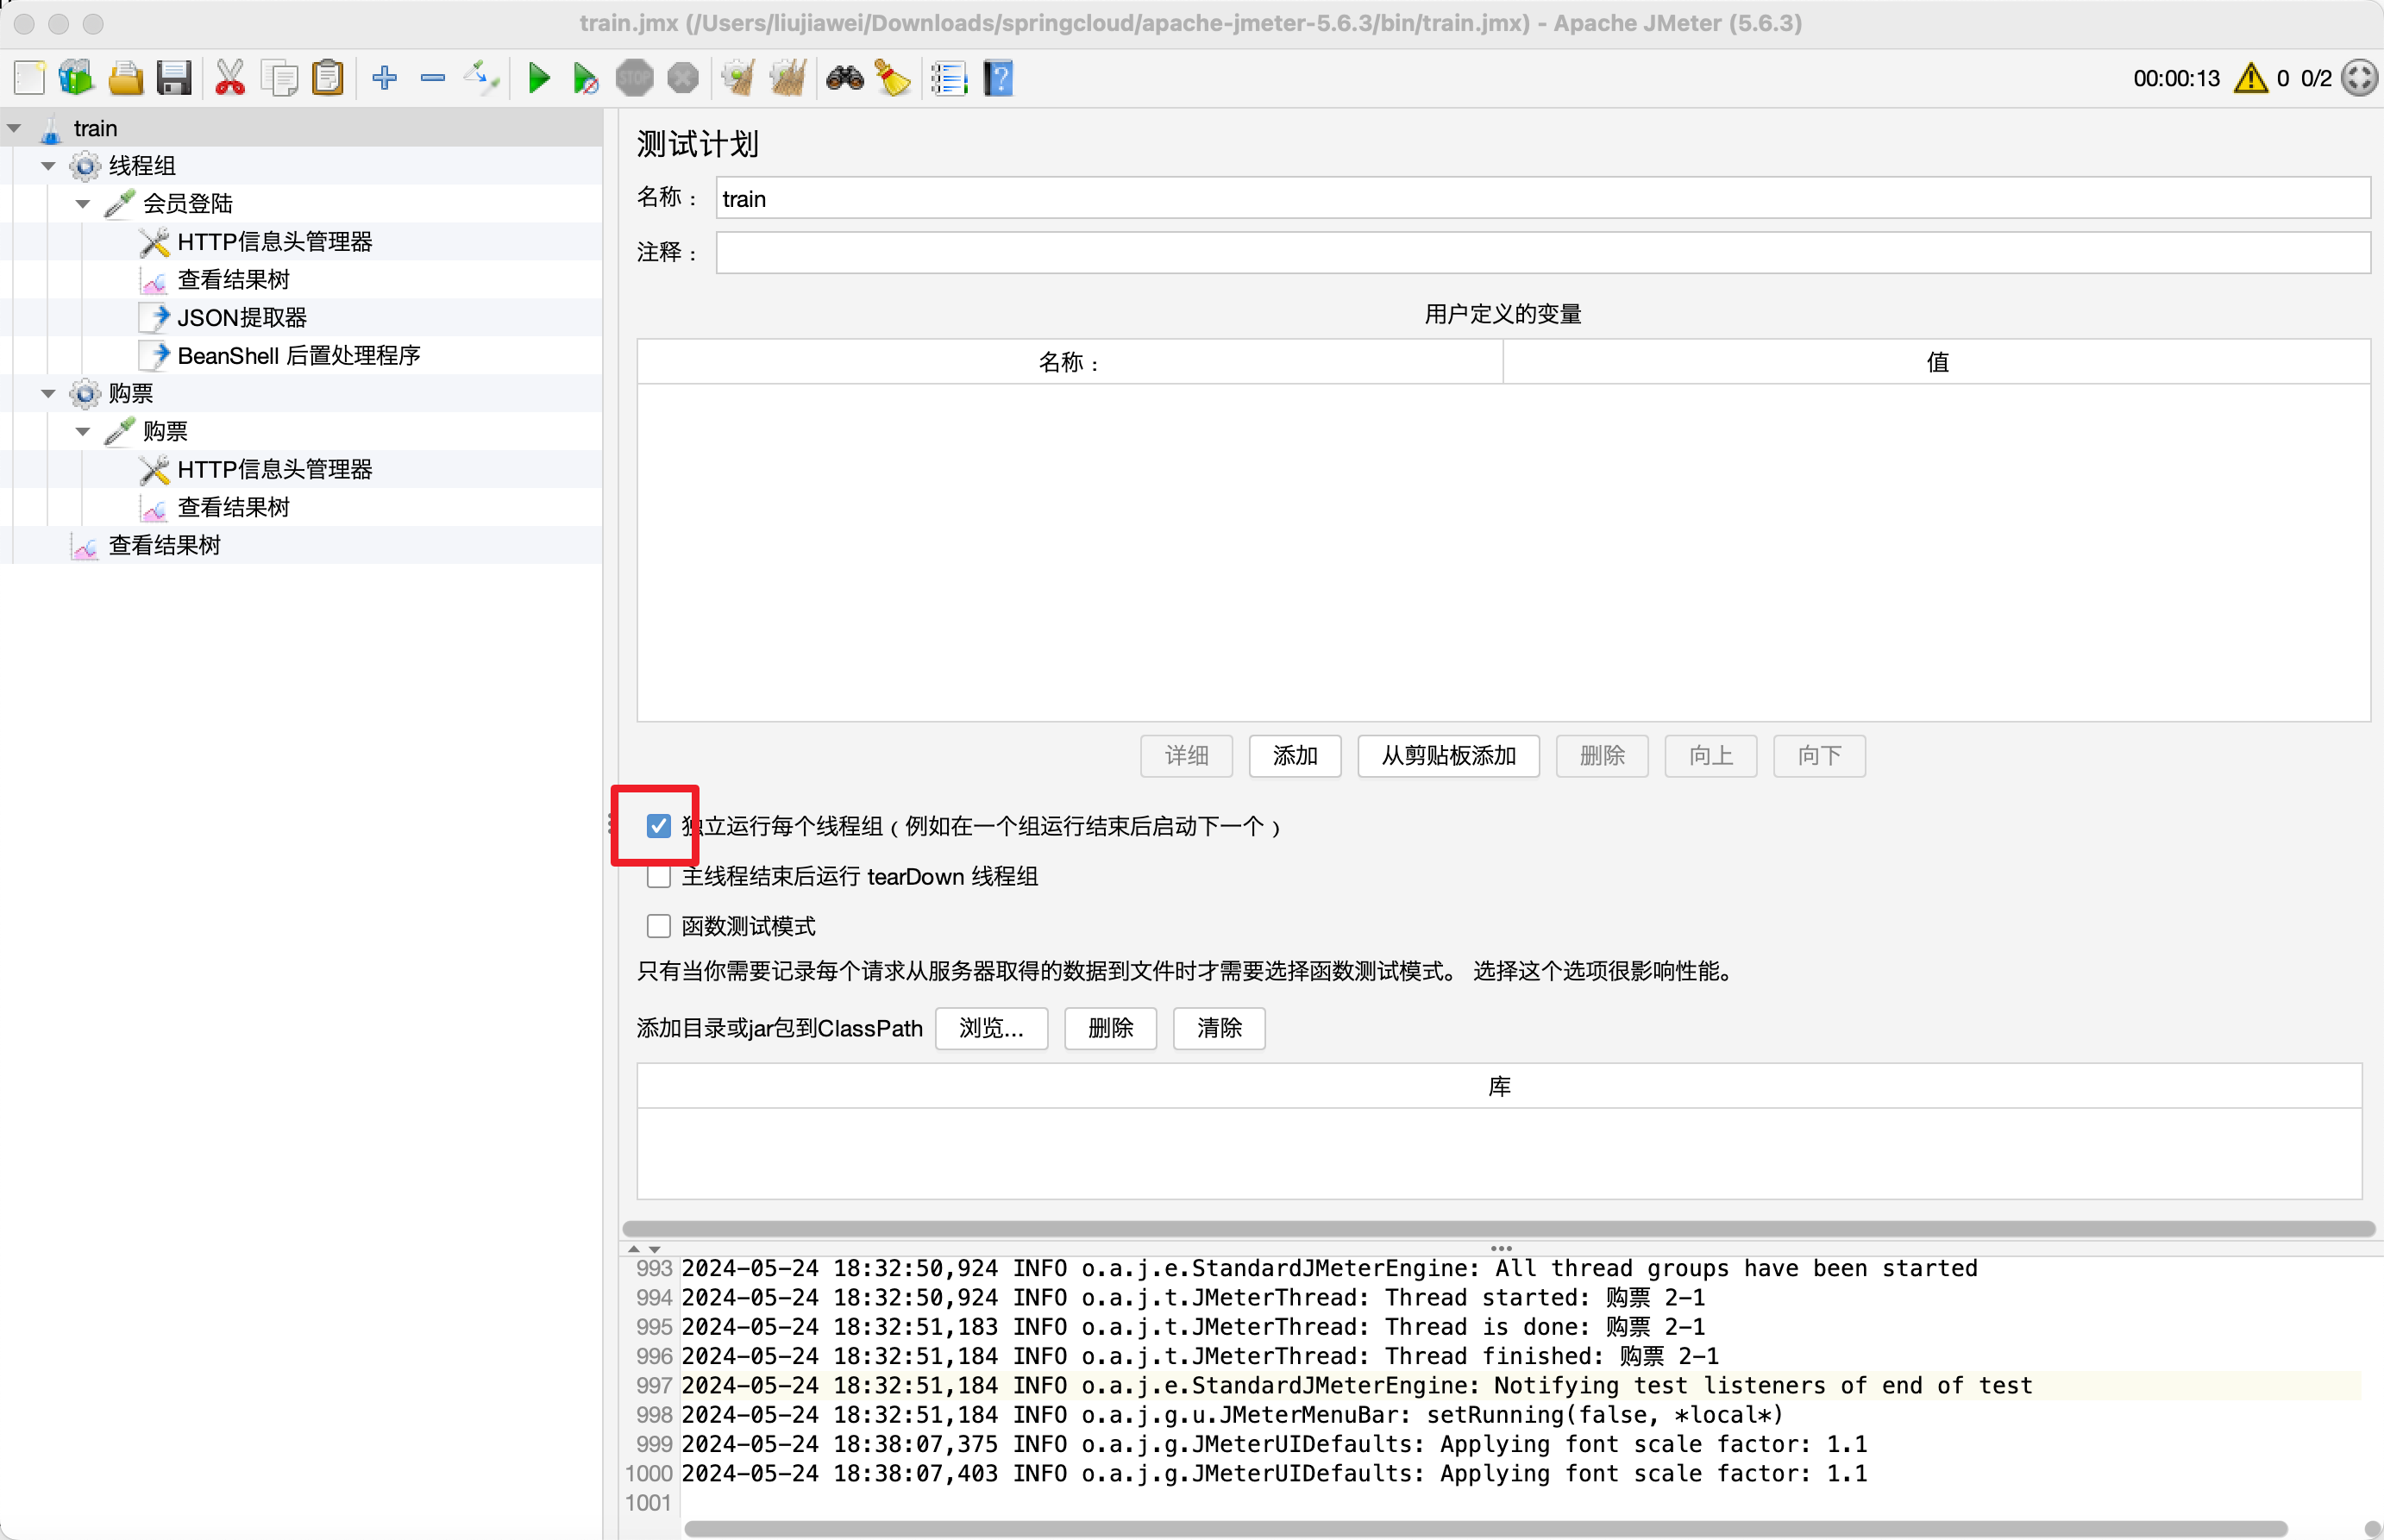 train.jmx (/Users/liujiawei/Downloads/springcloud/apache-jmeter-5.6.3/bin/train.jmx) - Apache JMeter (5.6.3)
STOP
00:00:13 0 0/2
train
线程组
会员登陆
HTTP信息头管理器
查看结果树
JSON提取器
BeanShell 后置处理程序
购票
购票
HTTP信息头管理器
查看结果树
查看结果树
测试计划
名称： train
注释：
用户定义的变量
名称： 值
详细 添加 从剪贴板添加 删除 向上 向下
独立运行每个线程组（例如在一个组运行结束后启动下一个）
主线程结束后运行 tearDown 线程组
函数测试模式
只有当你需要记录每个请求从服务器取得的数据到文件时才需要选择函数测试模式。 选择这个选项很影响性能。
添加目录或jar包到ClassPath 浏览... 删除 清除
库
993 2024-05-24 18:32:50,924 INFO o.a.j.e.StandardJMeterEngine: All thread groups have been started
994 2024-05-24 18:32:50,924 INFO o.a.j.t.JMeterThread: Thread started: 购票 2-1
995 2024-05-24 18:32:51,183 INFO o.a.j.t.JMeterThread: Thread is done: 购票 2-1
996 2024-05-24 18:32:51,184 INFO o.a.j.t.JMeterThread: Thread finished: 购票 2-1
997 2024-05-24 18:32:51,184 INFO o.a.j.e.StandardJMeterEngine: Notifying test listeners of end of test
998 2024-05-24 18:32:51,184 INFO o.a.j.g.u.JMeterMenuBar: setRunning(false, *local*)
999 2024-05-24 18:38:07,375 INFO o.a.j.g.JMeterUIDefaults: Applying font scale factor: 1.1
1000 2024-05-24 18:38:07,403 INFO o.a.j.g.JMeterUIDefaults: Applying font scale factor: 1.1
1001